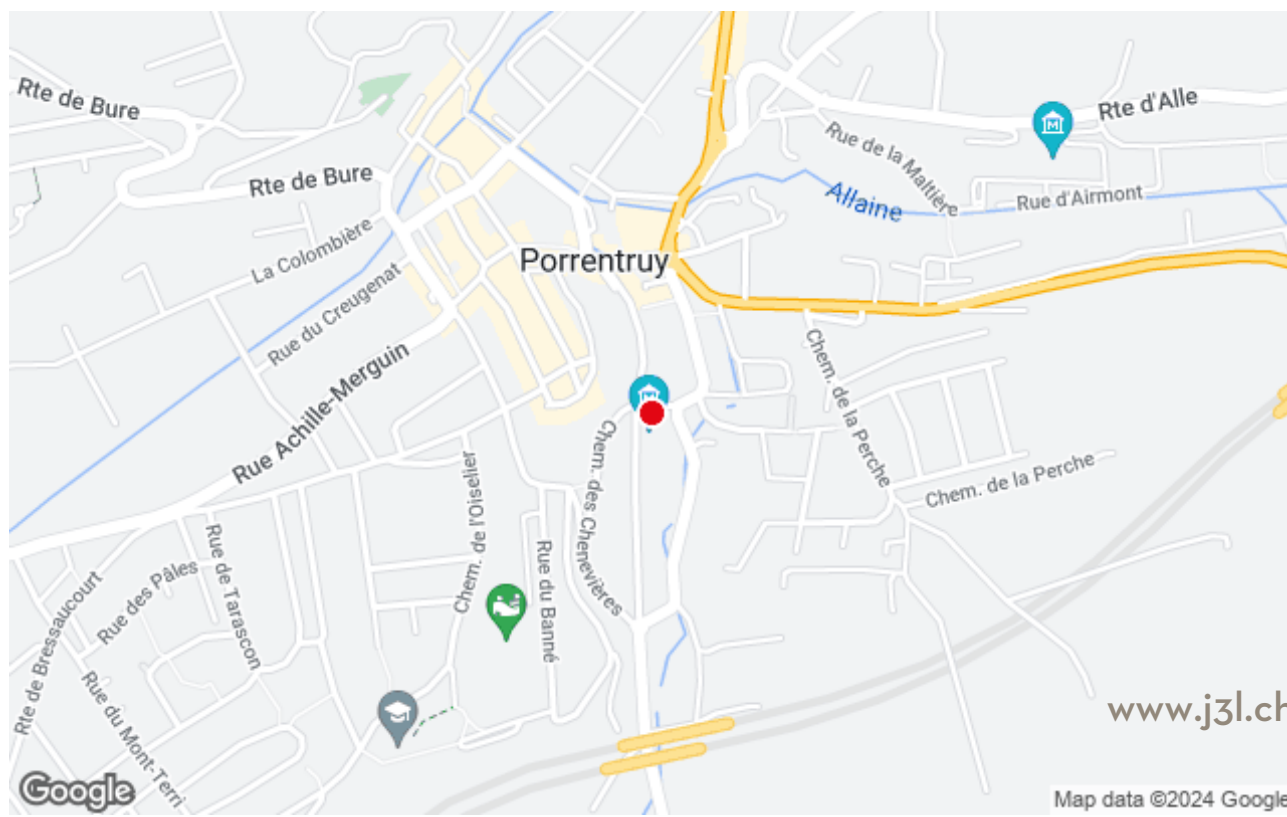 Rte de Bure
Rte d'Alle
Rue de la Maltière
Rte de Bure
Allaine
Rue d'Airmont
La Colombière
Porrentruy
Rue du Creugenat
Chem. de la Perche
Rue Achille-Merguin
Chem. des Chenevières
Chem. de l'Oiselier
Chem. de la Perche
Rue de Tarascon
Rue des Pâles
Rue du Banné
Rte de Bressaucourt
Rue du Mont-Terri
www.j3l.ch
Google
Map data ©2024 Google